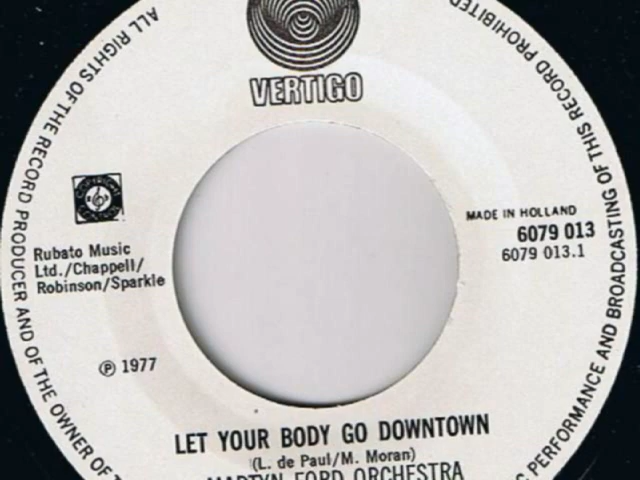 VERTIGO
ALL RIGHTS OF THE RECORD PRODUCER AND OF THE OWNER OF
PROHIBITED
PERFORMANCE AND BROADCASTING OF THIS RECORD PROHIBITED
Rubato Music
Ltd./Chappell/
Robinson/Sparkle
MADE IN HOLLAND
6079 013
6079 013.1
℗ 1977
LET YOUR BODY GO DOWNTOWN
(L. de Paul/M. Moran)
MARTYN FORD ORCHESTRA